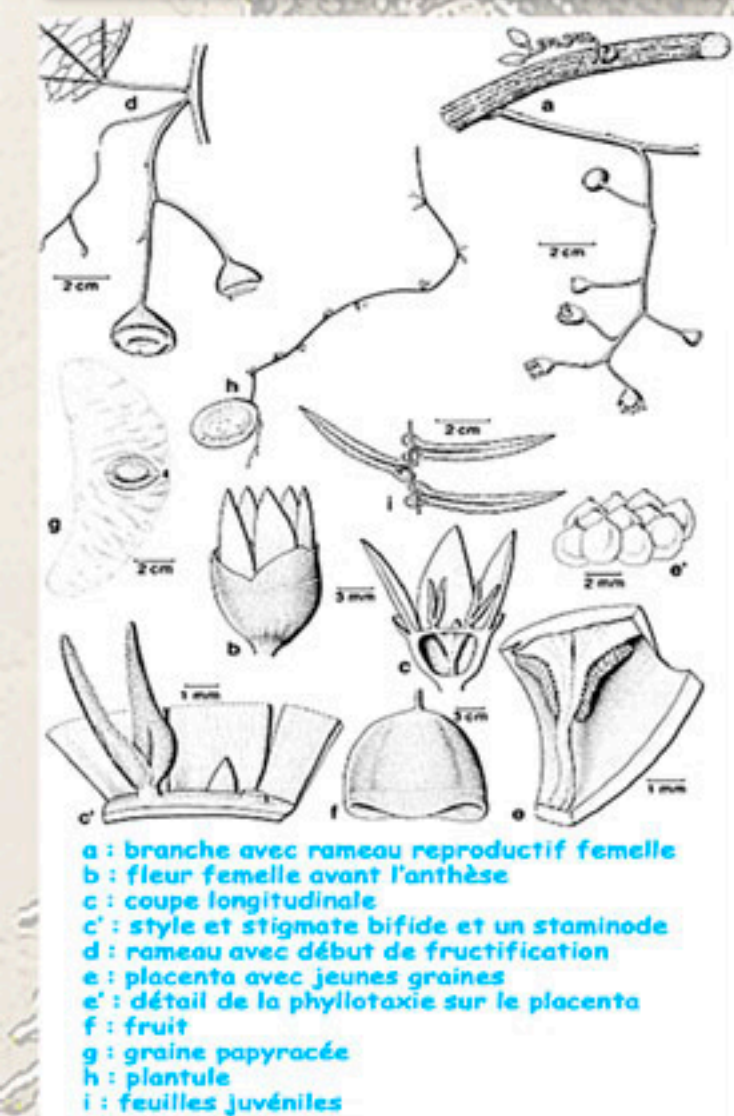 d
a
2 cm
2 cm
h
2 cm
i
g
2 cm
b
3 mm
c
2 mm
e'
1 mm
c'
f
3 cm
e
1 mm
a : branche avec rameau reproductif femelle
b : fleur femelle avant l'anthèse
c : coupe longitudinale
c' : style et stigmate bifide et un staminode
d : rameau avec début de fructification
e : placenta avec jeunes graines
e' : détail de la phyllotaxie sur le placenta
f : fruit
g : graine papyracée
h : plantule
i : feuilles juvéniles